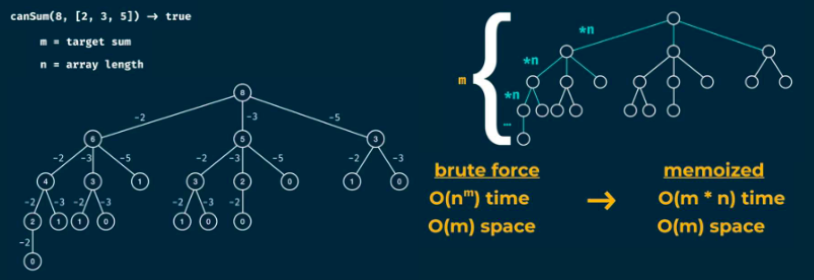 canSum(8, [2, 3, 5]) → true
m = target sum
n = array length
8
-2 -3 -5
6 5 3
-2 -3 -5 -2 -3 -5 -2 -3
4 3 1 3 2 0 1 0
-2 -3 -2 -3 -2 -3 -2
2 1 1 0 1 0 0
-2
0
m
*n
*n
*n
...
brute force → memoized
O(n^m) time O(m * n) time
O(m) space O(m) space